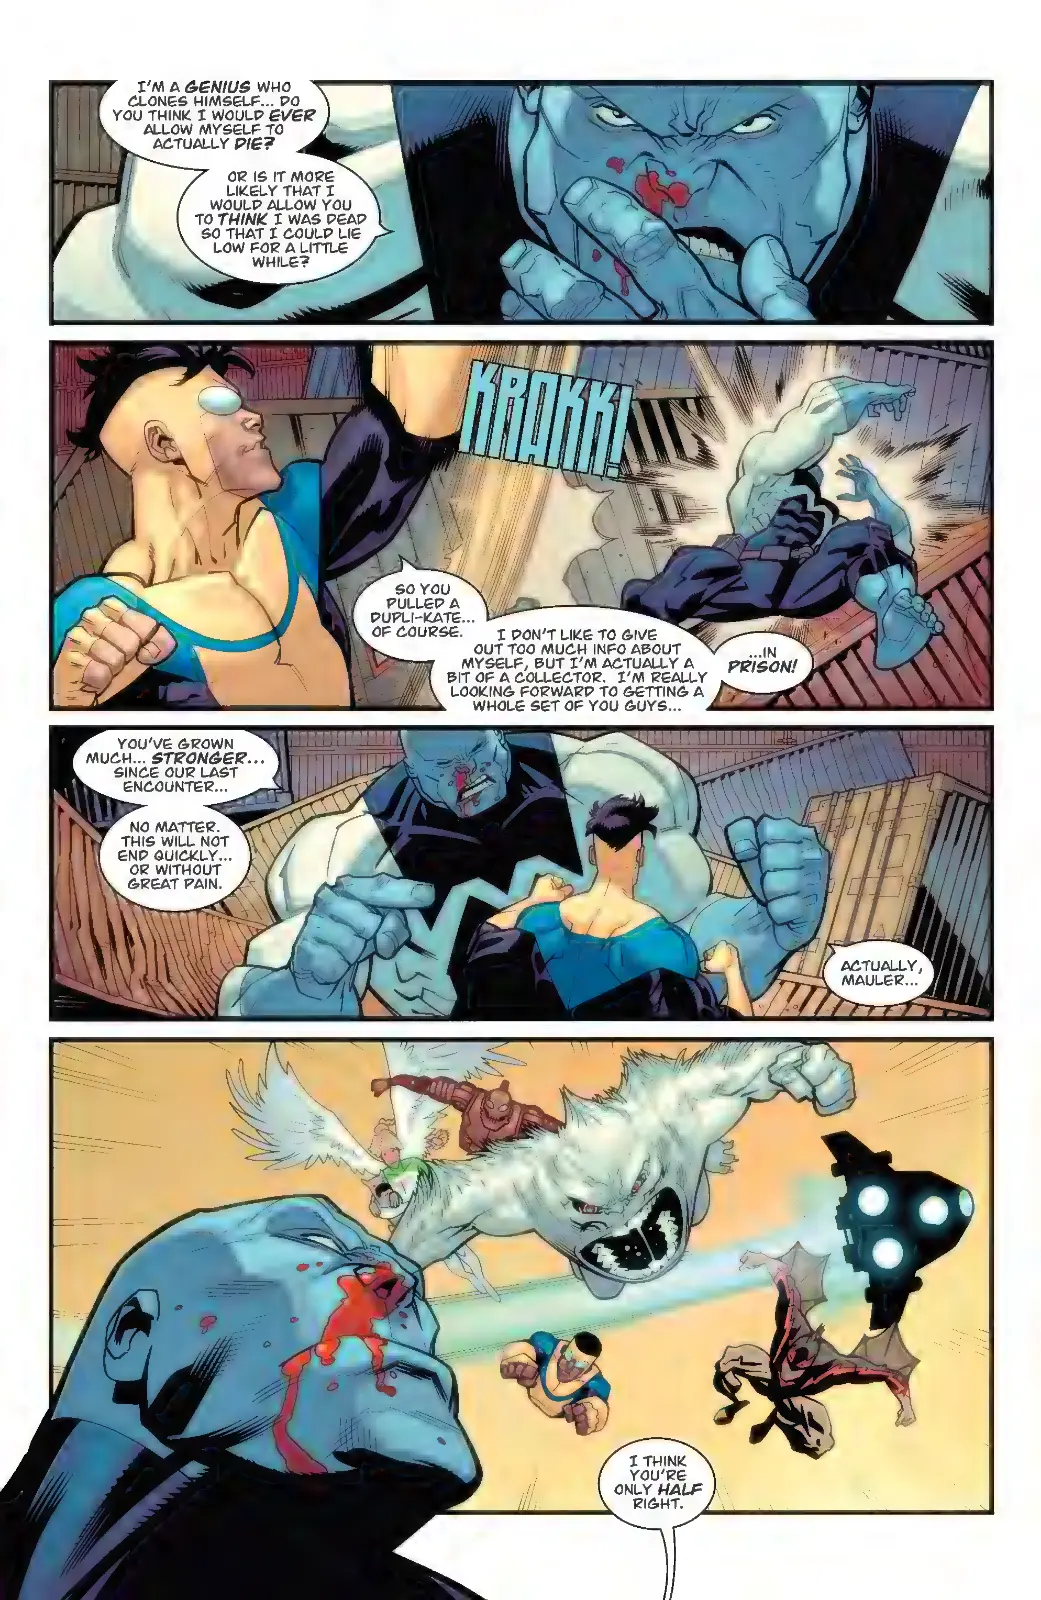 I'M A GENIUS WHO
CLONES HIMSELF... DO
YOU THINK I WOULD EVER
ALLOW MYSELF TO
ACTUALLY DIE?
OR IS IT MORE
LIKELY THAT I
WOULD ALLOW YOU
TO THINK I WAS DEAD
SO THAT I COULD LIE
LOW FOR A LITTLE
WHILE?
KRAKK!
SO YOU
PULLED A
DUPLI-KATE...
OF COURSE.
I DON'T LIKE TO GIVE
OUT TOO MUCH INFO ABOUT
MYSELF, BUT I'M ACTUALLY A
BIT OF A COLLECTOR. I'M REALLY
LOOKING FORWARD TO GETTING A
WHOLE SET OF YOU GUYS...
...IN
PRISON!
YOU'VE GROWN
MUCH... STRONGER...
SINCE OUR LAST
ENCOUNTER...
NO MATTER.
THIS WILL NOT
END QUICKLY...
OR WITHOUT
GREAT PAIN.
ACTUALLY,
MAULER...
I THINK
YOU'RE
ONLY HALF
RIGHT.